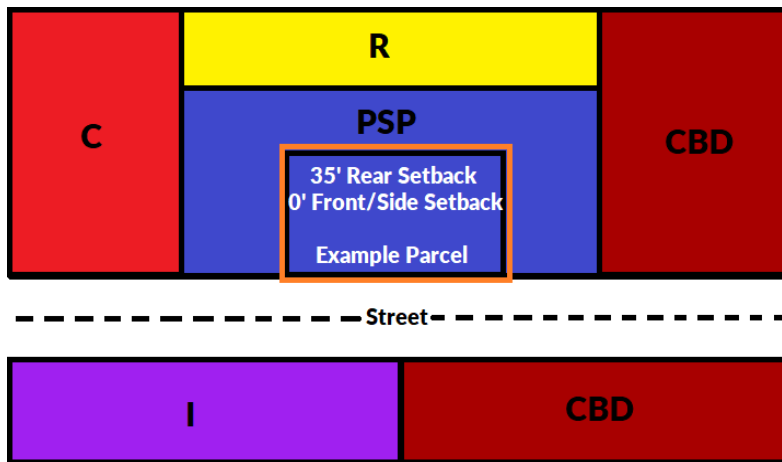 R
C
PSP
CBD
35' Rear Setback
0' Front/Side Setback
Example Parcel
Street
I
CBD